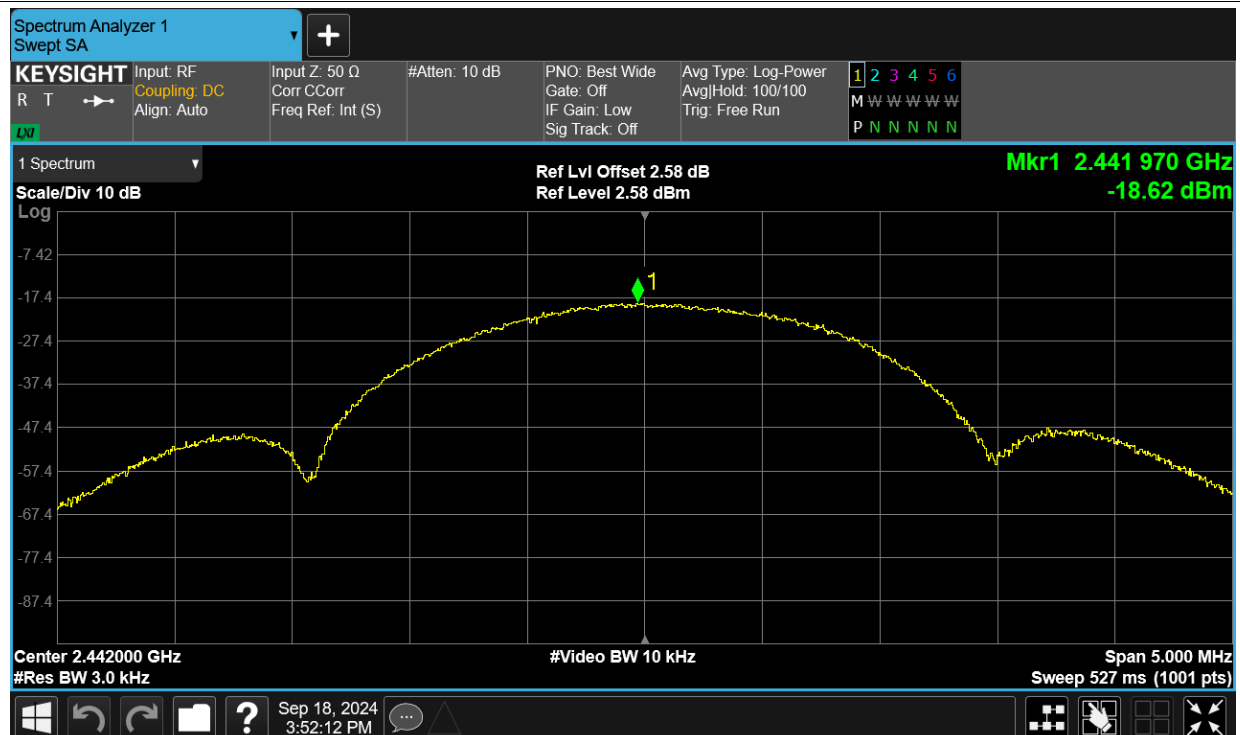 Spectrum Analyzer 1
Swept SA
KEYSIGHT
R T
LXI
Input: RF
Coupling: DC
Align: Auto
Input Z: 50 Ω
Corr CCorr
Freq Ref: Int (S)
#Atten: 10 dB
PNO: Best Wide
Gate: Off
IF Gain: Low
Sig Track: Off
Avg Type: Log-Power
Avg|Hold: 100/100
Trig: Free Run
1 2 3 4 5 6
M W W W W W
P N N N N N
1 Spectrum
Scale/Div 10 dB
Log
Ref Lvl Offset 2.58 dB
Ref Level 2.58 dBm
Mkr1 2.441 970 GHz
-18.62 dBm
1
-7.42
-17.4
-27.4
-37.4
-47.4
-57.4
-67.4
-77.4
-87.4
Center 2.442000 GHz
#Res BW 3.0 kHz
#Video BW 10 kHz
Span 5.000 MHz
Sweep 527 ms (1001 pts)
?
Sep 18, 2024
3:52:12 PM